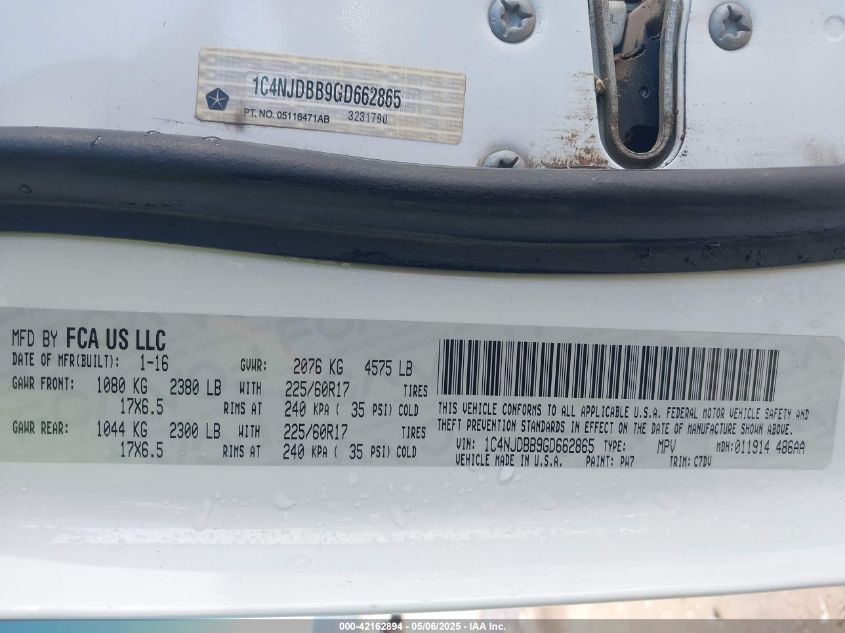 1C4NJDBB9GD662865
PT. NO. 05116471AB 3231790
MFD BY FCA US LLC
DATE OF MFR(BUILT): 1-16 GVWR: 2076 KG 4575 LB
GAWR FRONT: 1080 KG 2380 LB WITH 225/60R17 TIRES
17X6.5 RIMS AT 240 KPA ( 35 PSI) COLD
GAWR REAR: 1044 KG 2300 LB WITH 225/60R17 TIRES
17X6.5 RIMS AT 240 KPA ( 35 PSI) COLD
THIS VEHICLE CONFORMS TO ALL APPLICABLE U.S.A. FEDERAL MOTOR VEHICLE SAFETY AND
THEFT PREVENTION STANDARDS IN EFFECT ON THE DATE OF MANUFACTURE SHOWN ABOVE.
VIN: 1C4NJDBB9GD662865 TYPE: MPV MDH:011914 486AA
VEHICLE MADE IN U.S.A. PAINT: PW7 TRIM: C7DV
000-42162894 - 05/06/2025 - IAA Inc.